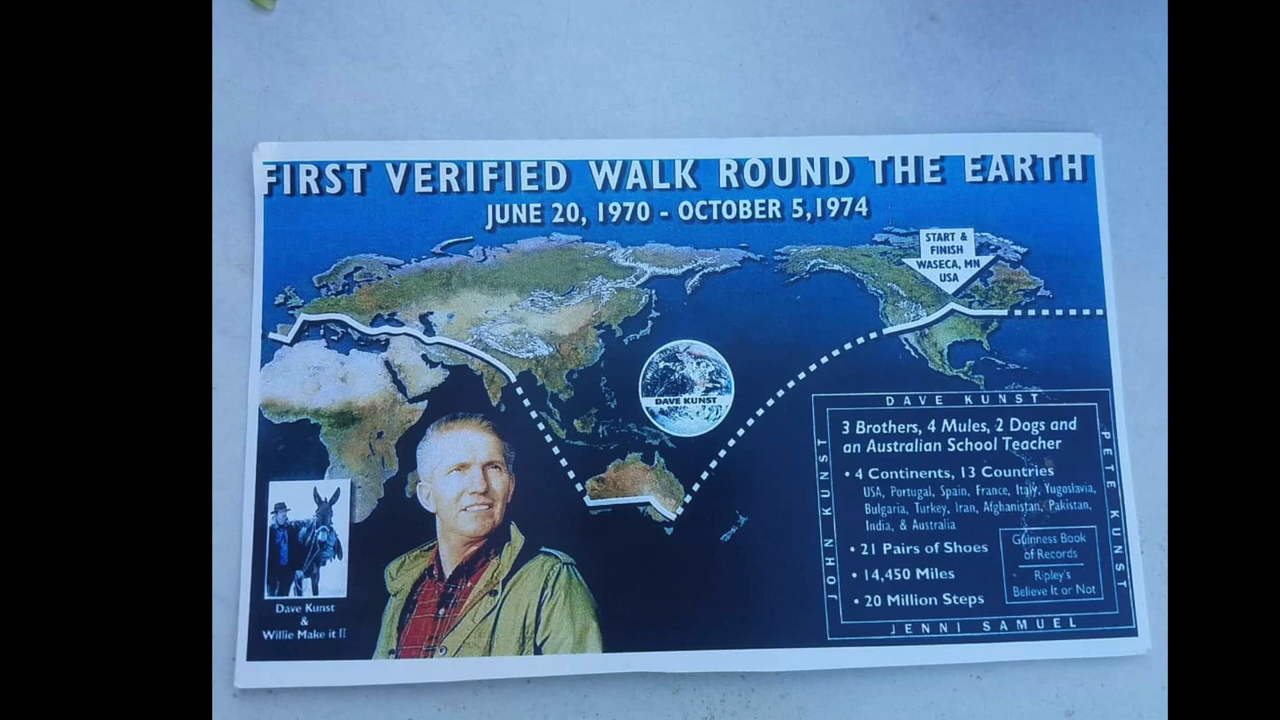 FIRST VERIFIED WALK ROUND THE EARTH
JUNE 20, 1970 - OCTOBER 5,1974
START &
FINISH
WASECA, MN
USA
DAVE KUNST
DAVE KUNST
JOHN KUNST
PETE KUNST
3 Brothers, 4 Mules, 2 Dogs and
an Australian School Teacher
• 4 Continents, 13 Countries
USA, Portugal, Spain, France, Italy, Yugoslavia,
Bulgaria, Turkey, Iran, Afghanistan, Pakistan,
India, & Australia
• 21 Pairs of Shoes
• 14,450 Miles
• 20 Million Steps
Guinness Book
of Records
Ripley's
Believe It or Not
JENNI SAMUEL
Dave Kunst
&
Willie Make it II